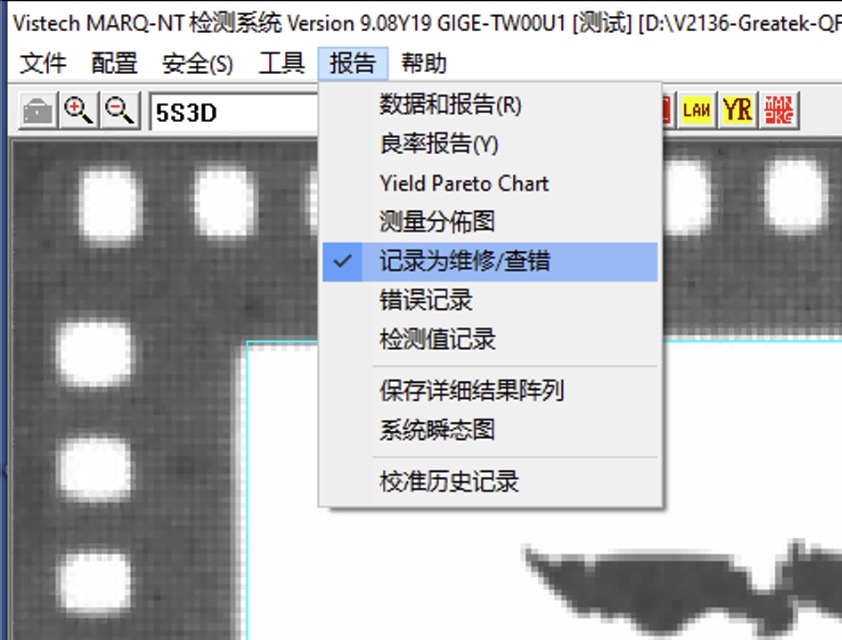 Vistech MARQ-NT 检测系统 Version 9.08Y19 GIGE-TW00U1 [测试] [D:\V2136-Greatek-QF
文件 配置 安全(S) 工具 报告 帮助
5S3D LAN YR
数据和报告(R)
良率报告(Y)
Yield Pareto Chart
测量分佈图
记录为维修/查错
错误记录
检测值记录
保存详细结果阵列
系统瞬态图
校准历史记录